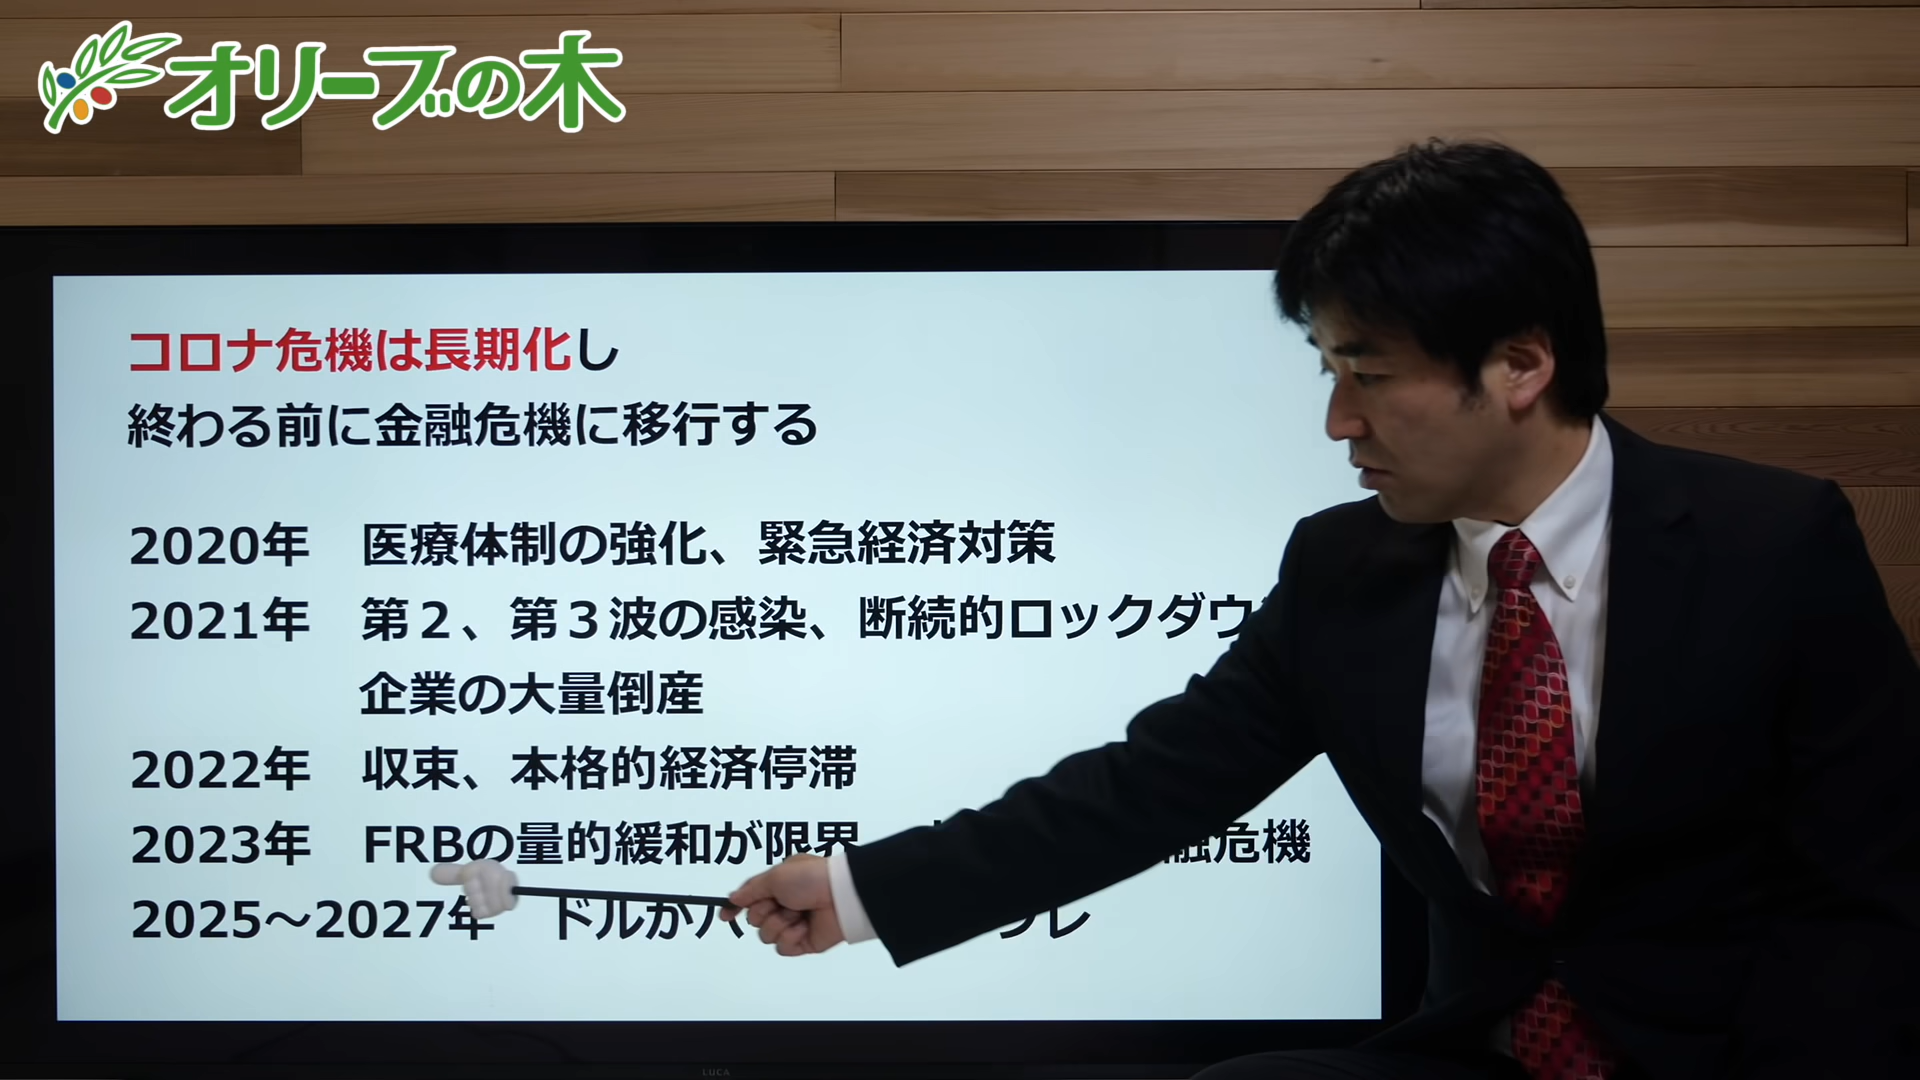 オリーブの木
コロナ危機は長期化し
終わる前に金融危機に移行する
2020年 医療体制の強化、緊急経済対策
2021年 第２、第３波の感染、断続的ロックダウ
企業の大量倒産
2022年 収束、本格的経済停滞
2023年 FRBの量的緩和が限界 融危機
2025～2027年 ドルがハ フレ
LUCA